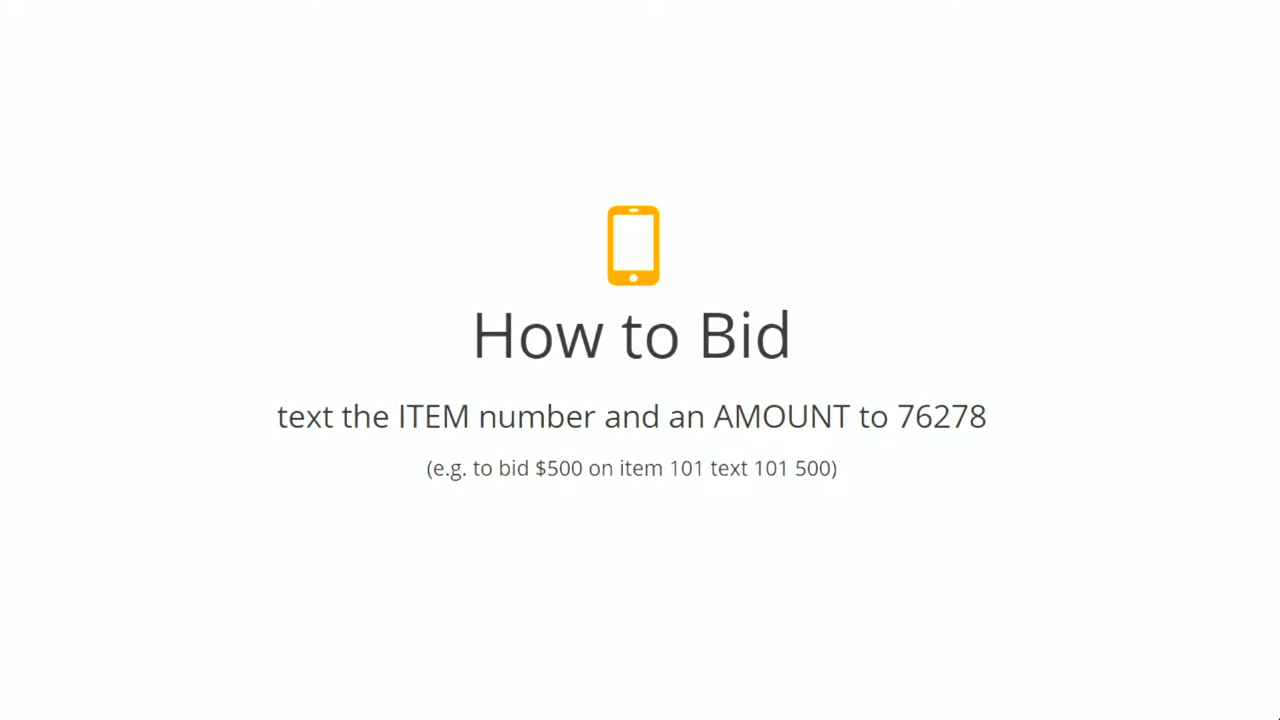 How to Bid
text the ITEM number and an AMOUNT to 76278
(e.g. to bid $500 on item 101 text 101 500)